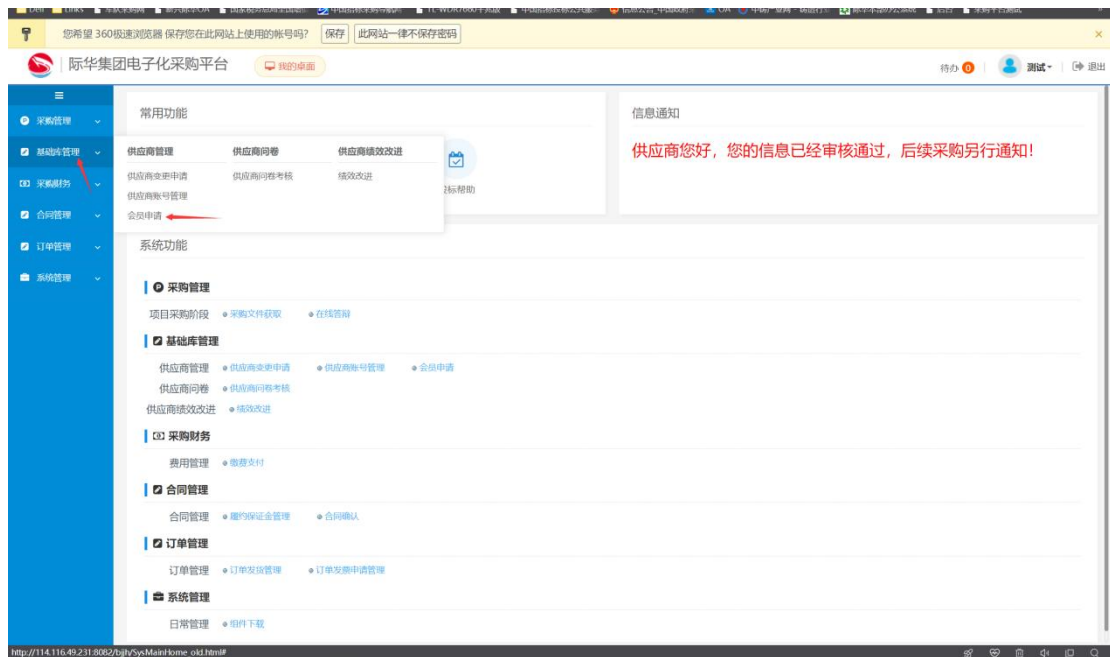 Dell Links
您希望 360极速浏览器 保存您在此网站上使用的帐号吗? 保存 此网站一律不保存密码
际华集团电子化采购平台 我的桌面 待办 0 测试 退出
采购管理
基础库管理
采购财务
合同管理
订单管理
系统管理
常用功能
供应商管理 供应商问卷 供应商绩效改进
供应商变更申请 供应商问卷考核 绩效改进
供应商账号管理
会员申请
标帮助
信息通知
供应商您好,您的信息已经审核通过,后续采购另行通知!
系统功能
采购管理
项目采购阶段 采购文件获取 在线答辩
基础库管理
供应商管理 供应商变更申请 供应商账号管理 会员申请
供应商问卷 供应商问卷考核
供应商绩效改进 绩效改进
采购财务
费用管理 缴费支付
合同管理
合同管理 履约保证金管理 合同确认
订单管理
订单管理 订单发货管理 订单发票申请管理
系统管理
日常管理 组件下载
http://114.116.49.231:8082/bjjh/SysMainHome_old.html#